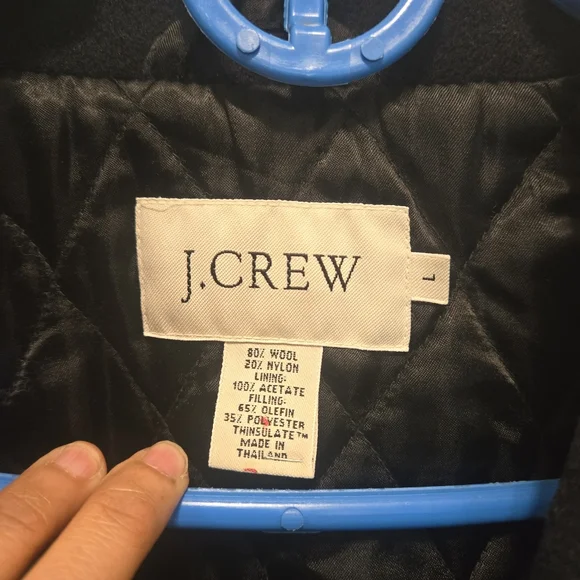 J.CREW
L
80% WOOL
20% NYLON
LINING:
100% ACETATE
FILLING:
65% OLEFIN
35% POLYESTER
THINSULATE™
MADE IN
THAILAND